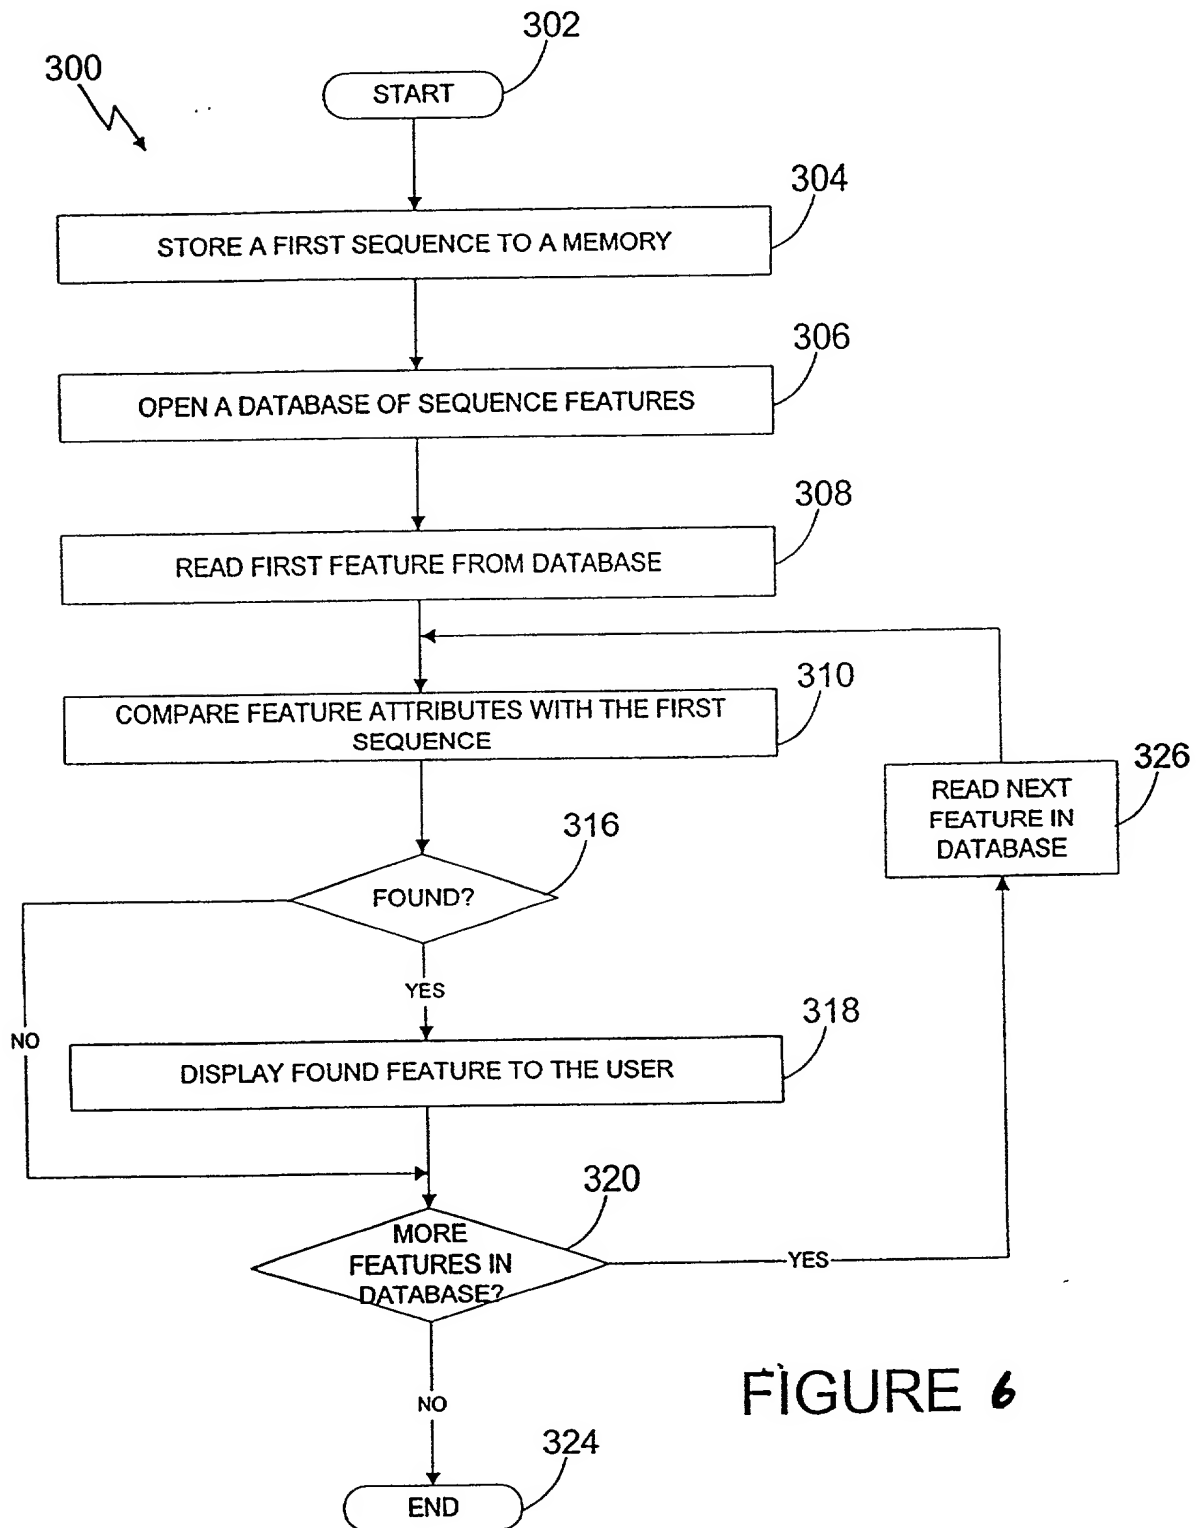 302
300
START
304
STORE A FIRST SEQUENCE TO A MEMORY
306
OPEN A DATABASE OF SEQUENCE FEATURES
308
READ FIRST FEATURE FROM DATABASE
310
COMPARE FEATURE ATTRIBUTES WITH THE FIRST
SEQUENCE
326
READ NEXT
FEATURE IN
DATABASE
316
FOUND?
YES
NO
318
DISPLAY FOUND FEATURE TO THE USER
320
MORE
FEATURES IN
DATABASE?
YES
NO
FIGURE 6
324
END